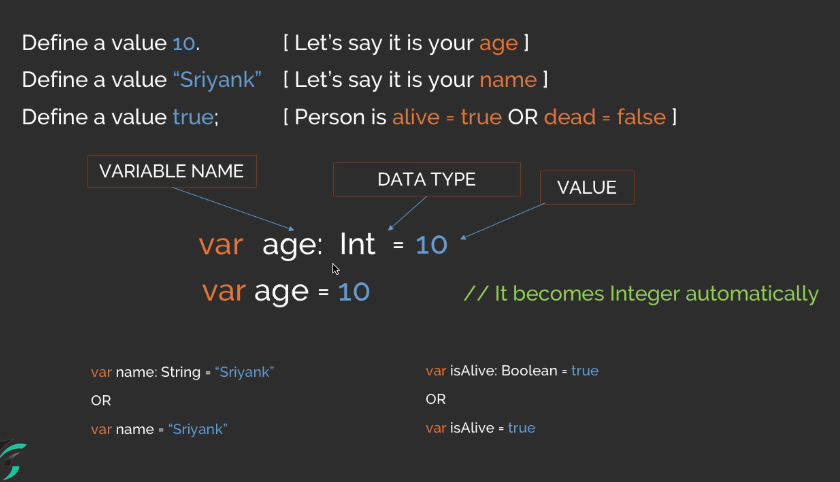 Define a value 10. [ Let's say it is your age ]
Define a value “Sriyank” [ Let's say it is your name ]
Define a value true; [ Person is alive = true OR dead = false ]
VARIABLE NAME
DATA TYPE
VALUE
var age: Int = 10
var age = 10 // It becomes Integer automatically
var name: String = “Sriyank”
OR
var name = “Sriyank”
var isAlive: Boolean = true
OR
var isAlive = true